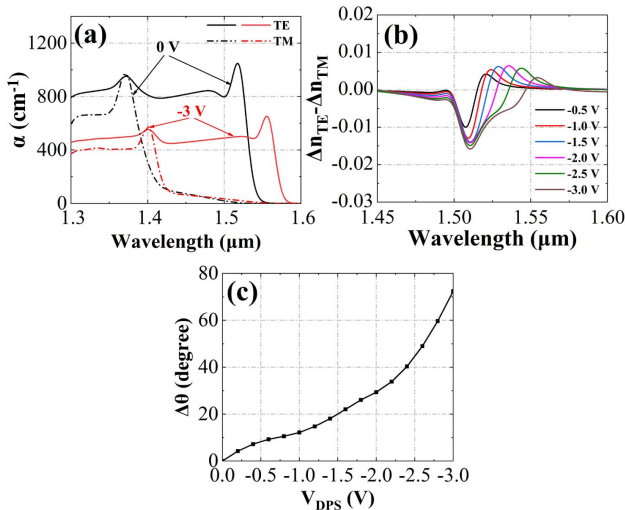 (a)
TE
TM
0 V
-3 V
1200
800
400
0
α (cm⁻¹)
1.3 1.4 1.5 1.6
Wavelength (μm)
(b)
0.02
0.01
0.00
-0.01
-0.02
-0.03
Δn_TE-Δn_TM
-0.5 V
-1.0 V
-1.5 V
-2.0 V
-2.5 V
-3.0 V
1.45 1.50 1.55 1.60
Wavelength (μm)
(c)
80
60
40
20
0
Δθ (degree)
0.0 -0.5 -1.0 -1.5 -2.0 -2.5 -3.0
V_DPS (V)